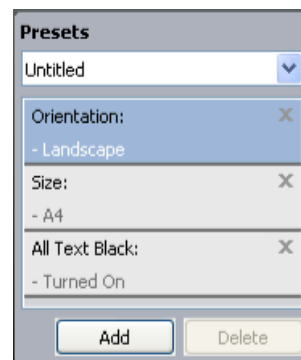 Presets
Untitled
Orientation:
- Landscape
Size:
- A4
All Text Black:
- Turned On
Add Delete